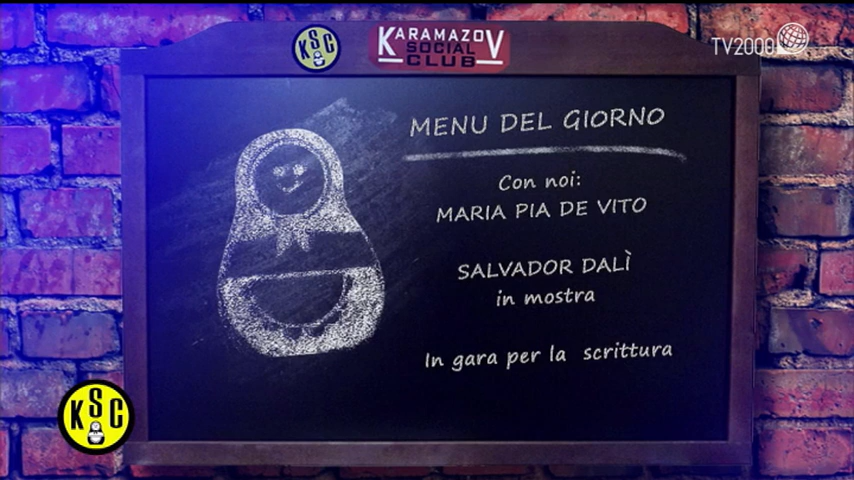 KSC
KARAMAZOV
SOCIAL
CLUB
TV2000
MENU DEL GIORNO
Con noi:
MARIA PIA DE VITO
SALVADOR DALÌ
in mostra
In gara per la scrittura
KSC